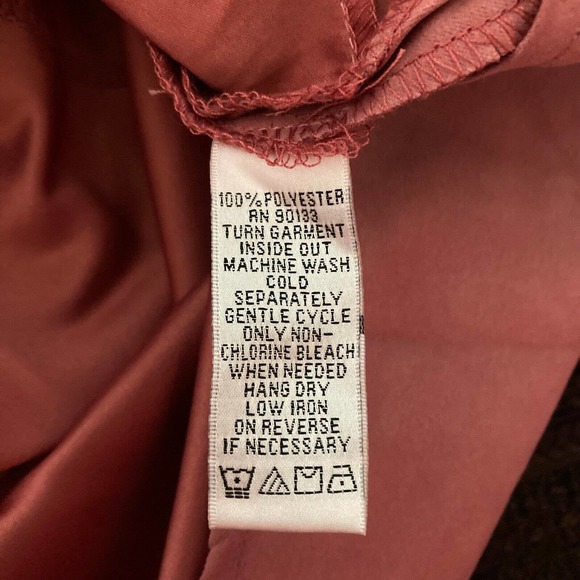 100% POLYESTER
RN 90133
TURN GARMENT
INSIDE OUT
MACHINE WASH
COLD
SEPARATELY
GENTLE CYCLE
ONLY NON-
CHLORINE BLEACH
WHEN NEEDED
HANG DRY
LOW IRON
ON REVERSE
IF NECESSARY